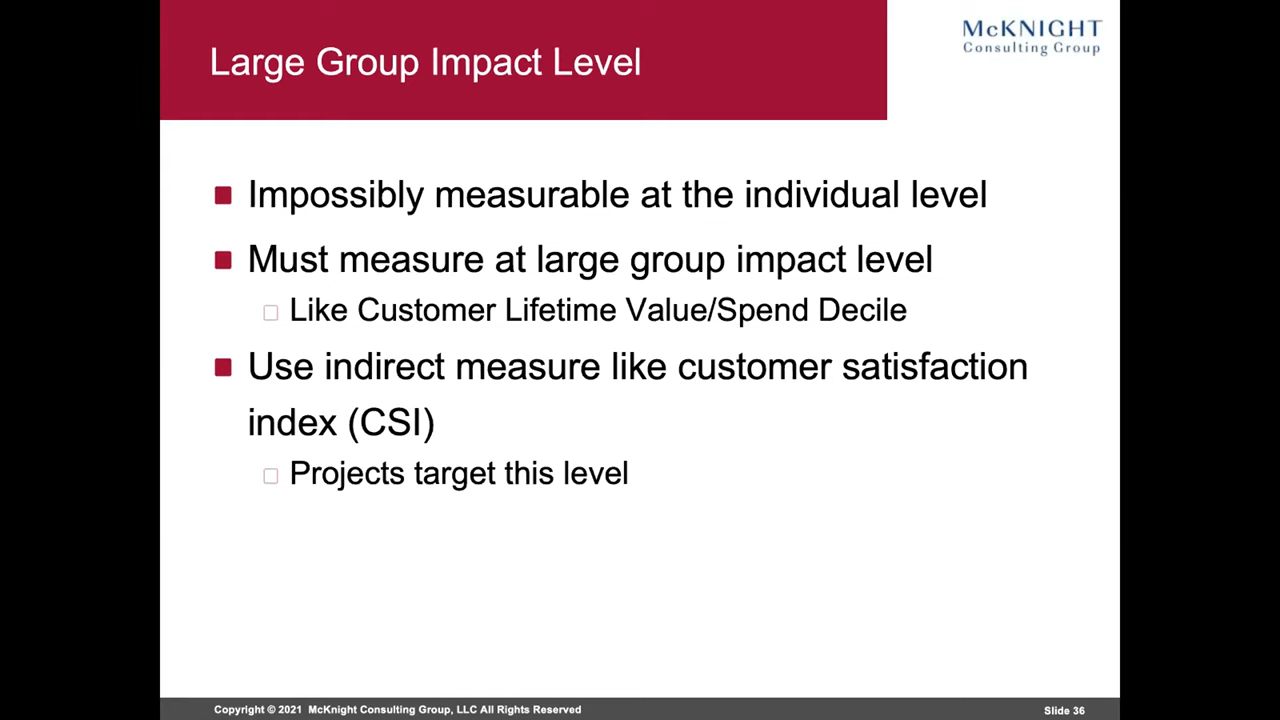 Large Group Impact Level
McKNIGHT
Consulting Group
Impossibly measurable at the individual level
Must measure at large group impact level
Like Customer Lifetime Value/Spend Decile
Use indirect measure like customer satisfaction
index (CSI)
Projects target this level
Copyright © 2021 McKnight Consulting Group, LLC All Rights Reserved
Slide 36